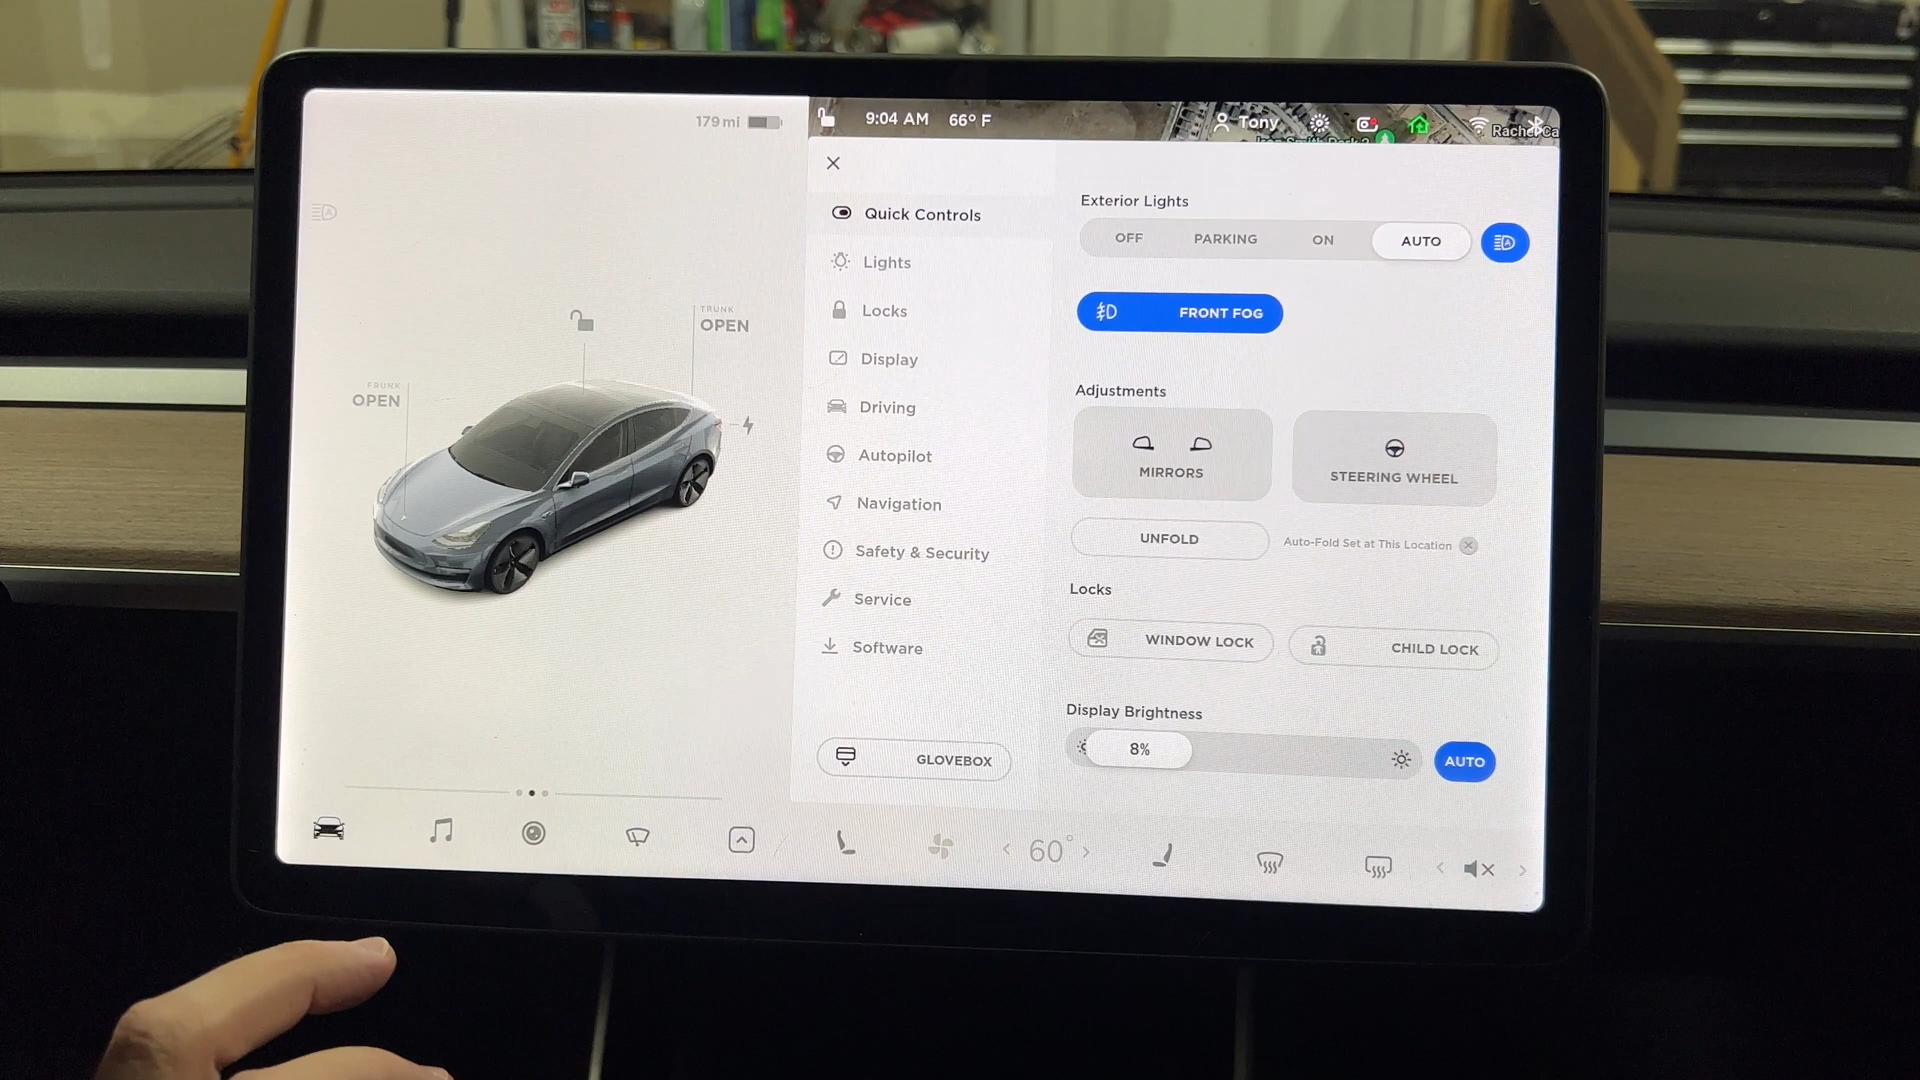 179 mi
9:04 AM
66° F
Tony
TRUNK
OPEN
FRUNK
OPEN
Quick Controls
Lights
Locks
Display
Driving
Autopilot
Navigation
Safety & Security
Service
Software
GLOVEBOX
Exterior Lights
OFF
PARKING
ON
AUTO
FRONT FOG
Adjustments
MIRRORS
STEERING WHEEL
UNFOLD
Auto-Fold Set at This Location
Locks
WINDOW LOCK
CHILD LOCK
Display Brightness
8%
AUTO
60°